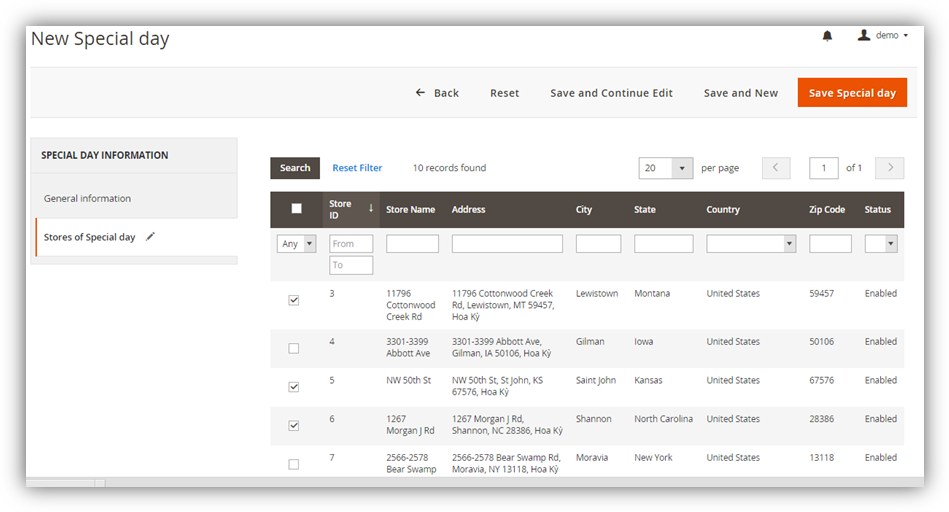 New Special day
demo
Back Reset Save and Continue Edit Save and New Save Special day
SPECIAL DAY INFORMATION
General information
Stores of Special day
Search Reset Filter 10 records found 20 per page 1 of 1
Store ID ↓ Store Name Address City State Country Zip Code Status
Any From
To
3 11796 Cottonwood Creek Rd 11796 Cottonwood Creek Rd, Lewistown, MT 59457, Hoa Kỳ Lewistown Montana United States 59457 Enabled
4 3301-3399 Abbott Ave 3301-3399 Abbott Ave, Gilman, IA 50106, Hoa Kỳ Gilman Iowa United States 50106 Enabled
5 NW 50th St NW 50th St, St John, KS 67576, Hoa Kỳ Saint John Kansas United States 67576 Enabled
6 1267 Morgan J Rd 1267 Morgan J Rd, Shannon, NC 28386, Hoa Kỳ Shannon North Carolina United States 28386 Enabled
7 2566-2578 Bear Swamp 2566-2578 Bear Swamp Rd, Moravia, NY 13118, Hoa Kỳ Moravia New York United States 13118 Enabled